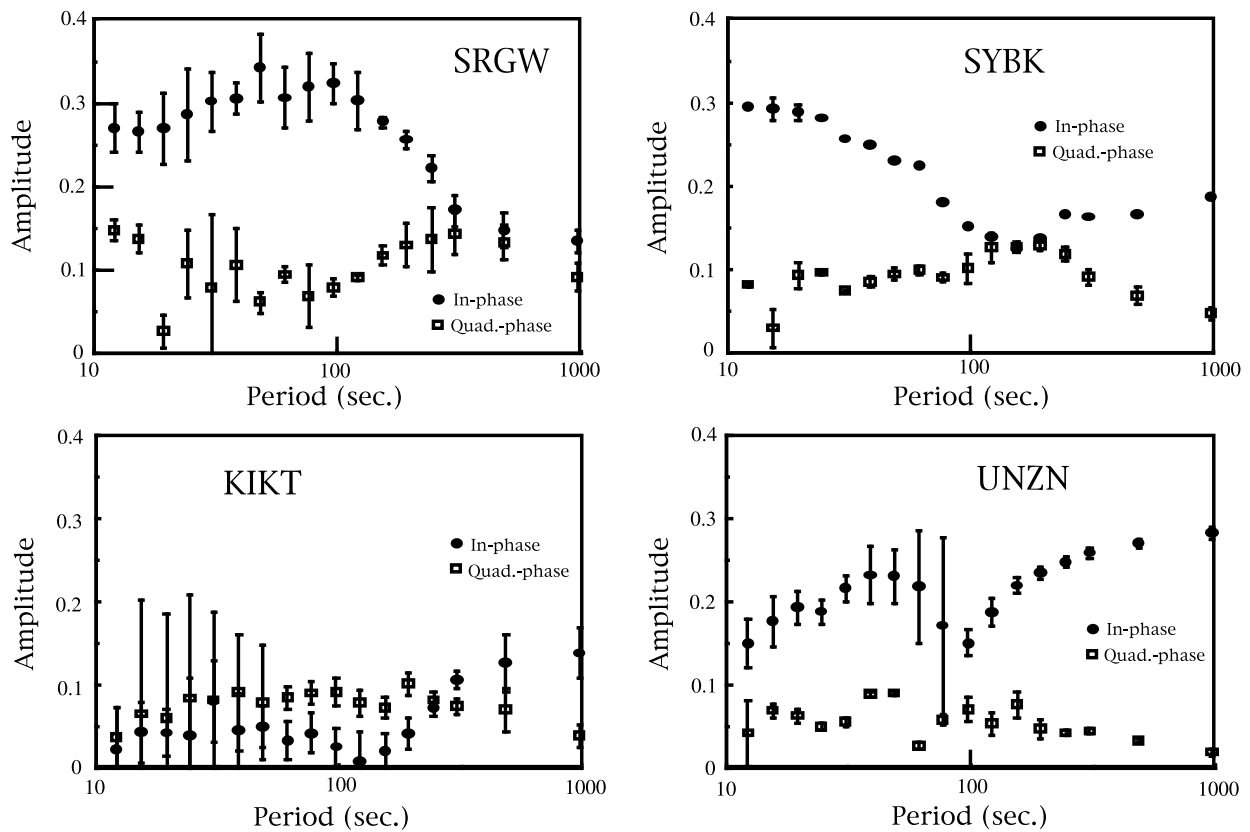 0.4
SRGW
0.3
Amplitude
0.2
0.1
In-phase
Quad.-phase
0
10
100
1000
Period (sec.)
0.4
SYBK
0.3
In-phase
Quad.-phase
Amplitude
0.2
0.1
0
10
100
1000
Period (sec.)
0.4
KIKT
0.3
In-phase
Quad.-phase
Amplitude
0.2
0.1
0
10
100
1000
Period (sec.)
0.4
UNZN
0.3
Amplitude
0.2
In-phase
Quad.-phase
0.1
0
10
100
1000
Period (sec.)